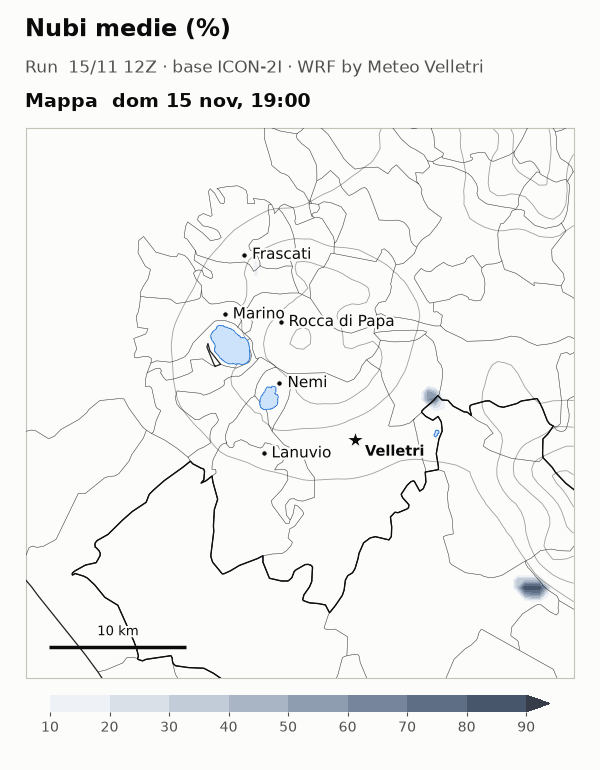 Nubi medie (%)
Run  15/11 12Z · base ICON-2I · WRF by Meteo Velletri
Mappa  dom 15 nov, 19:00
Frascati
Marino
Rocca di Papa
Nemi
Velletri
Lanuvio
10 km
10 20 30 40 50 60 70 80 90